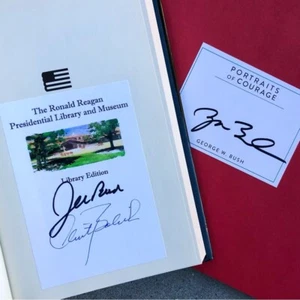 The Ronald Reagan
Presidential Library and Museum
Library Edition
PORTRAITS
OF COURAGE
GEORGE W. BUSH